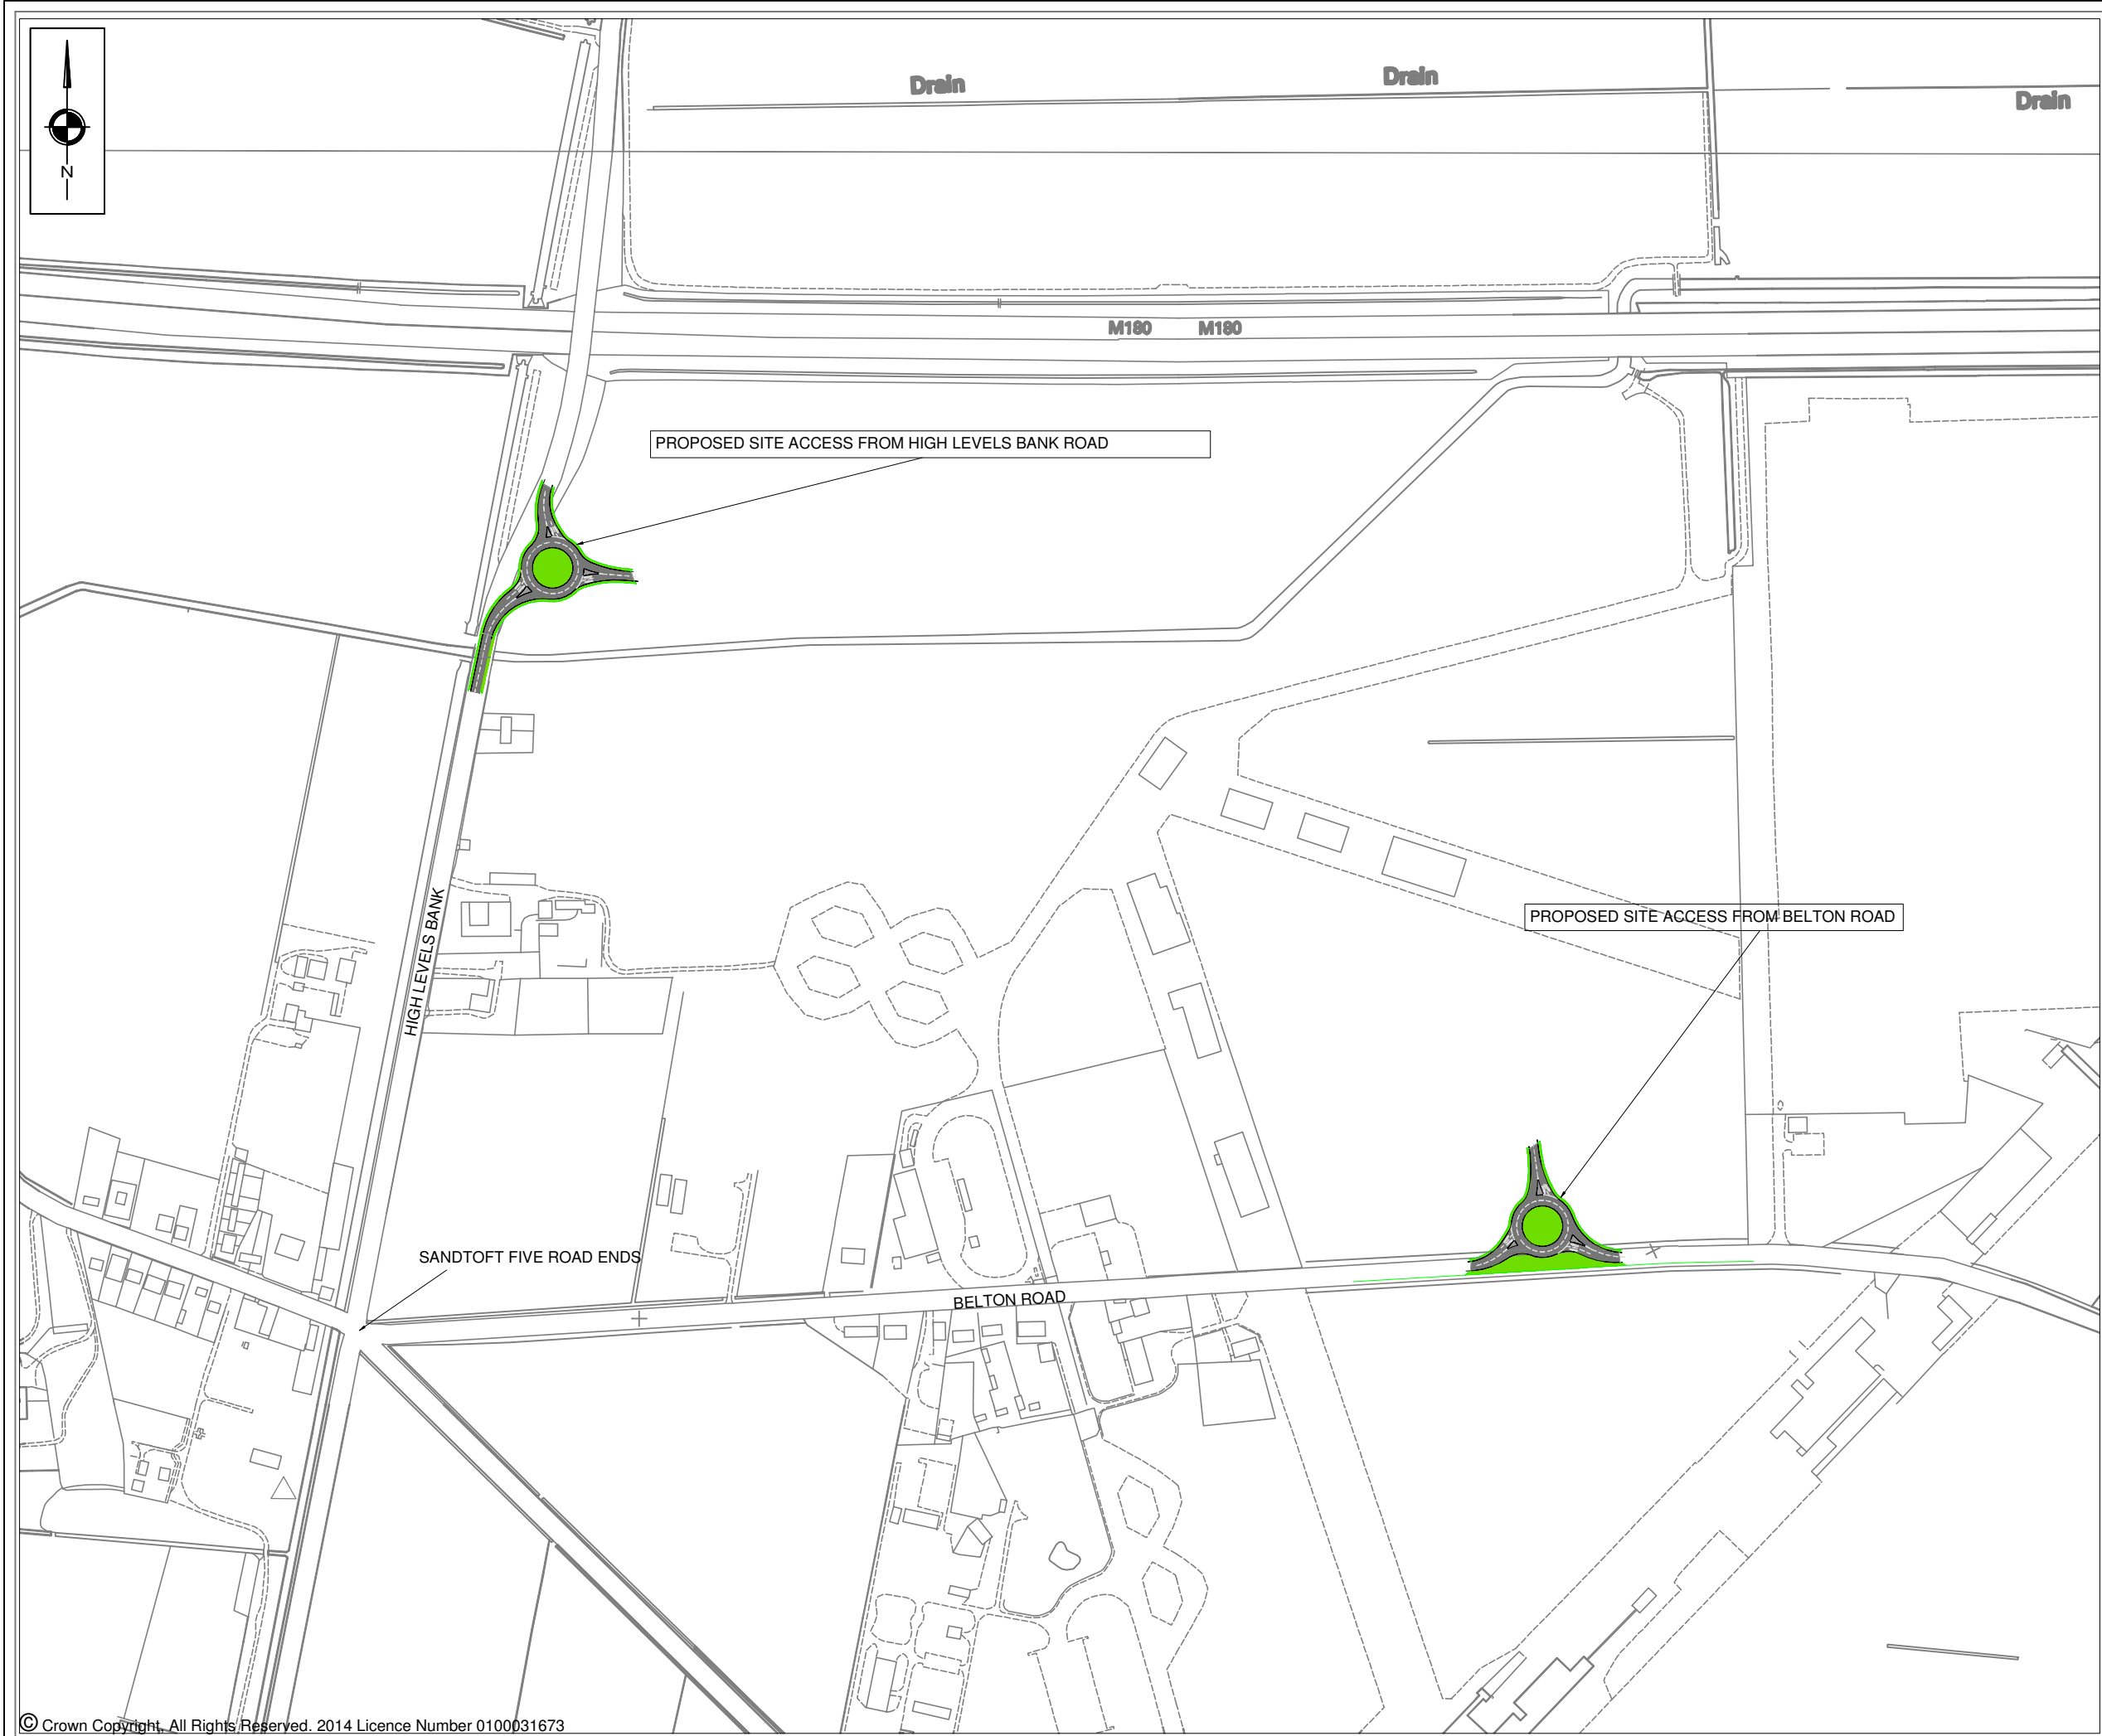 Drain
Drain
Drain
N
M180 M180
PROPOSED SITE ACCESS FROM HIGH LEVELS BANK ROAD
HIGH LEVELS BANK
PROPOSED SITE ACCESS FROM BELTON ROAD
SANDTOFT FIVE ROAD ENDS
BELTON ROAD
© Crown Copyright, All Rights Reserved. 2014 Licence Number 0100031673